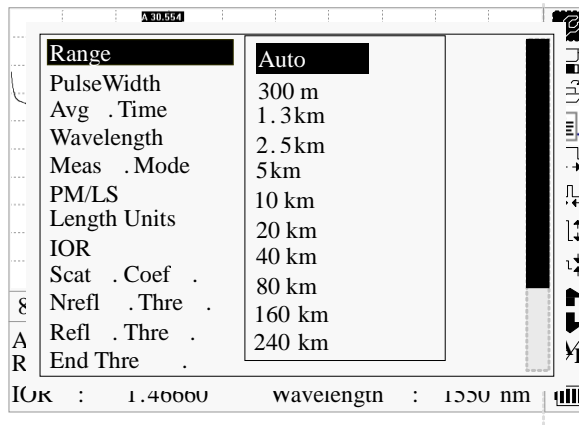 A 30.554
Range
PulseWidth
Avg . Time
Wavelength
Meas . Mode
PM/LS
Length Units
IOR
Scat . Coef .
Nrefl . Thre .
Refl . Thre .
End Thre .
Auto
300 m
1.3km
2.5km
5km
10 km
20 km
40 km
80 km
160 km
240 km
8
A
R
IOR : 1.46660 Wavelength : 1550 nm